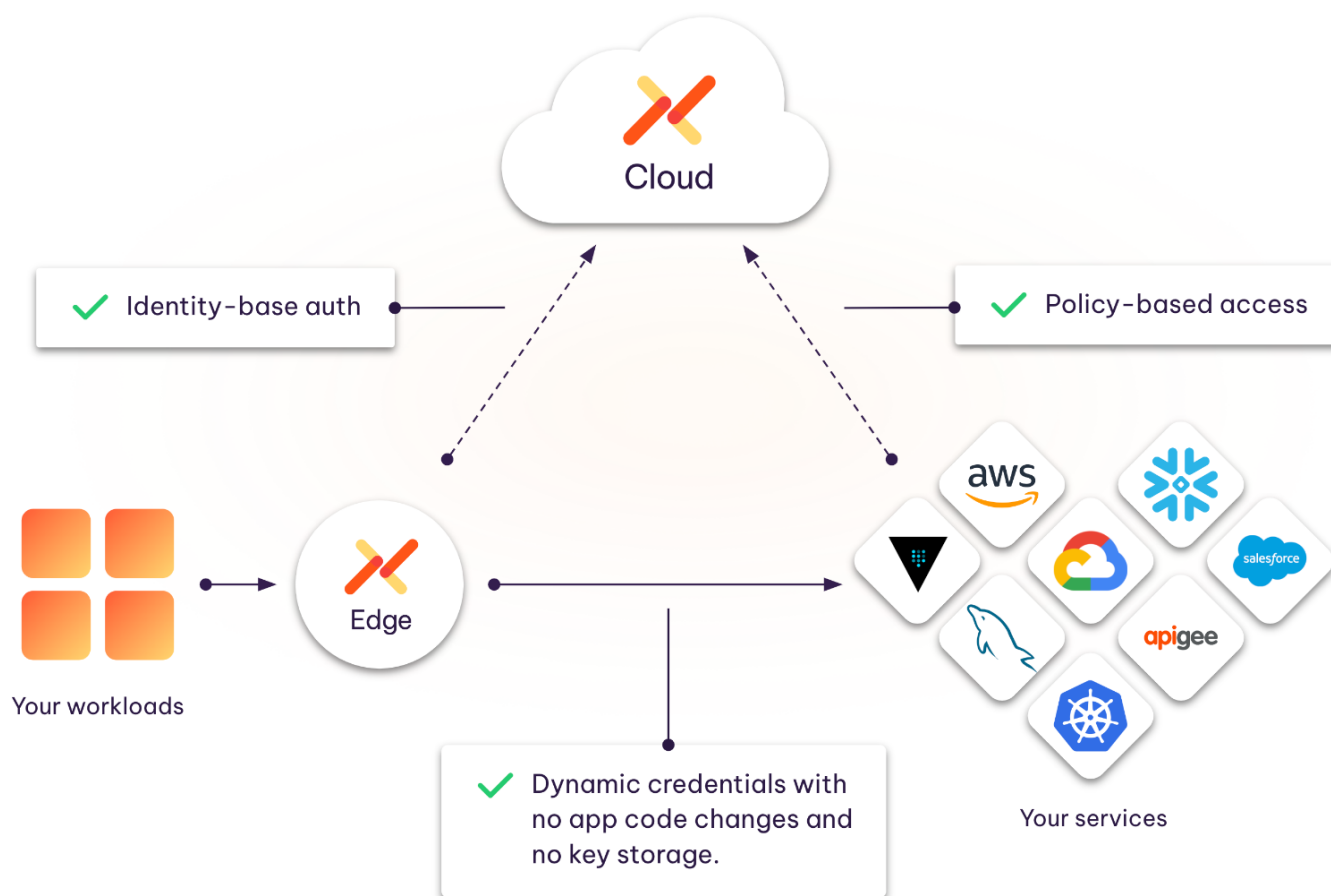 Cloud
Identity-base auth
Policy-based access
aws
salesforce
Edge
apigee
Your workloads
Dynamic credentials with
no app code changes and
no key storage.
Your services